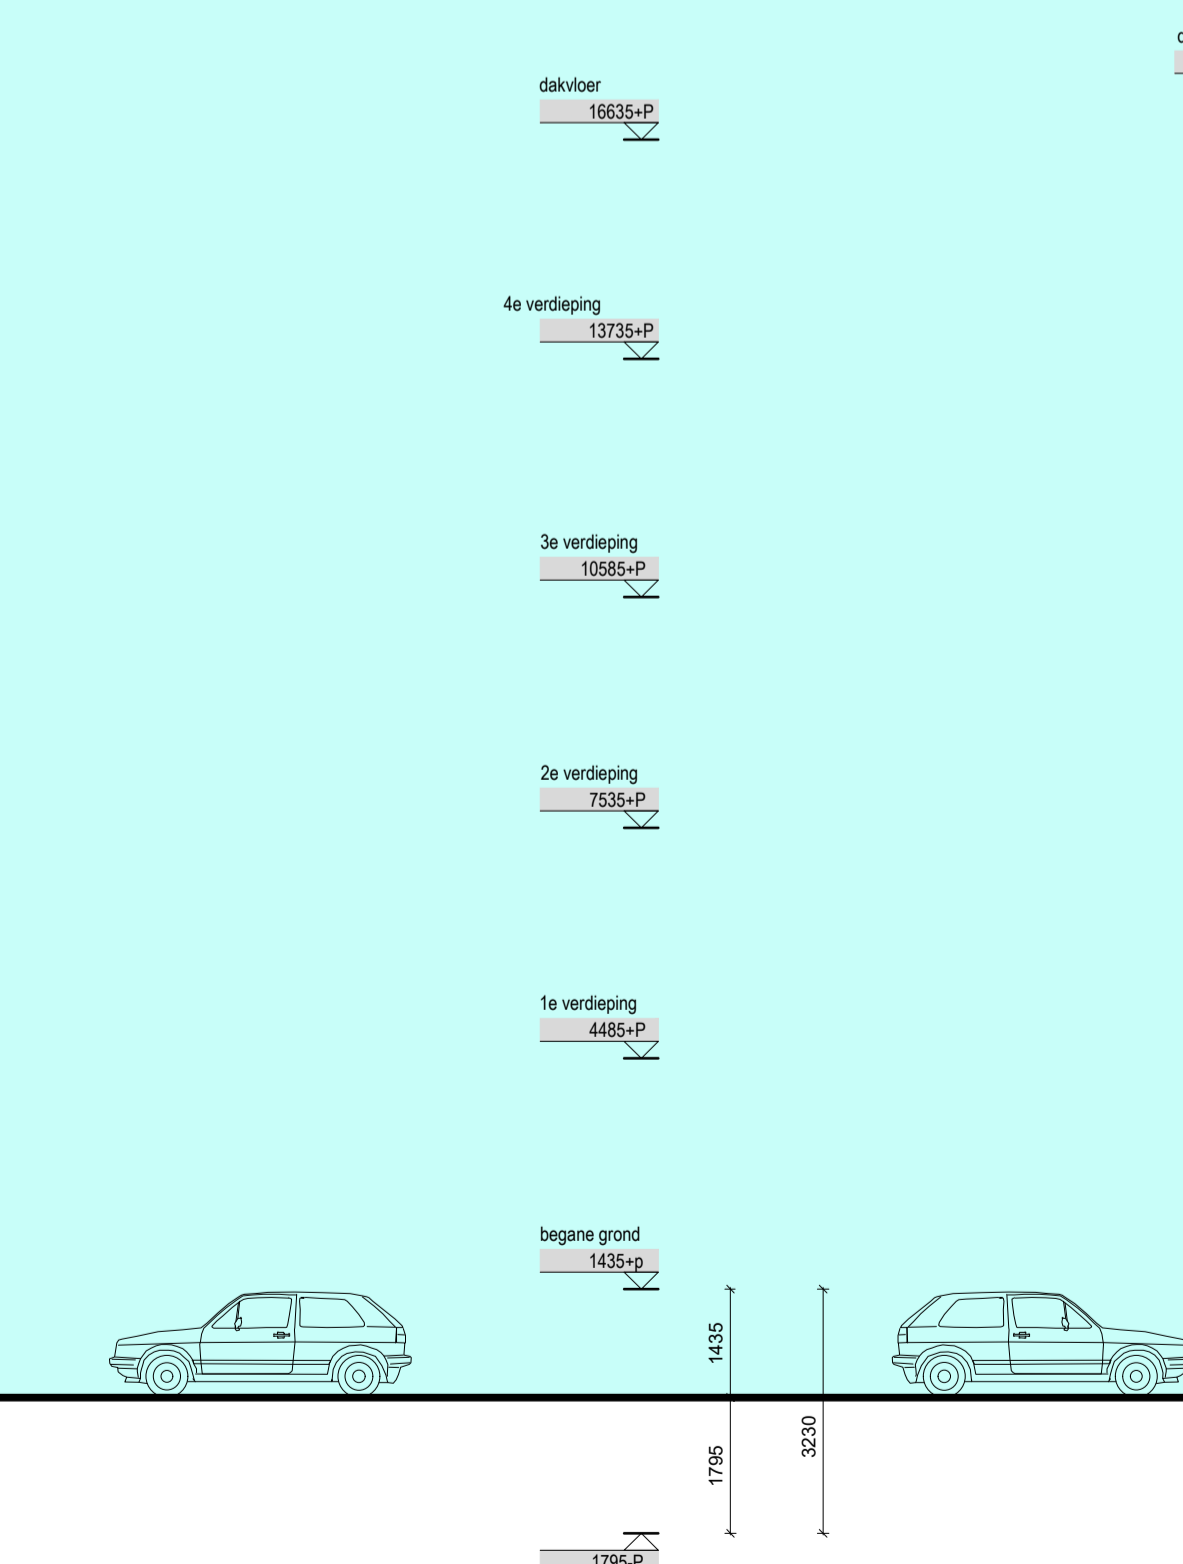 dakvloer
16635+P
4e verdieping
13735+P
3e verdieping
10585+P
2e verdieping
7535+P
1e verdieping
4485+P
begane grond
1435+p
1435
3230
1795
1795-P